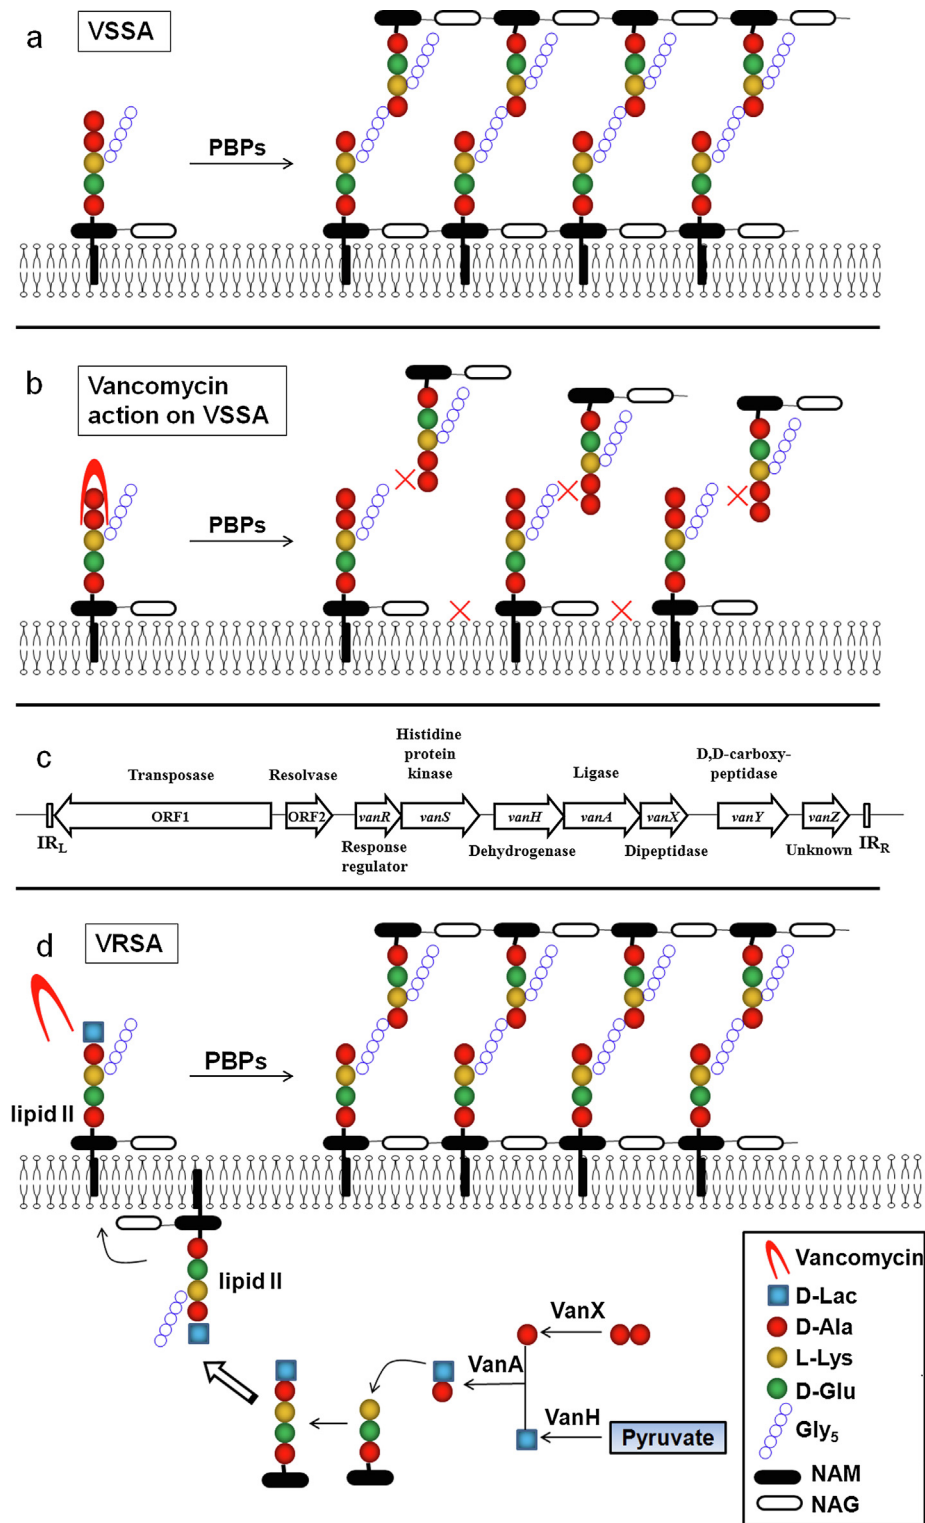 a
VSSA
PBPs
b
Vancomycin
action on VSSA
PBPs
c
Transposase
Resolvase
Histidine
protein
kinase
Ligase
D,D-carboxy-
peptidase
ORF1
ORF2
vanR
vanS
vanH
vanA
vanX
vanY
vanZ
IRL
Response
regulator
Dehydrogenase
Dipeptidase
Unknown
IRR
d
VRSA
PBPs
lipid II
lipid II
VanX
VanA
VanH
Pyruvate
Vancomycin
D-Lac
D-Ala
L-Lys
D-Glu
Gly5
NAM
NAG